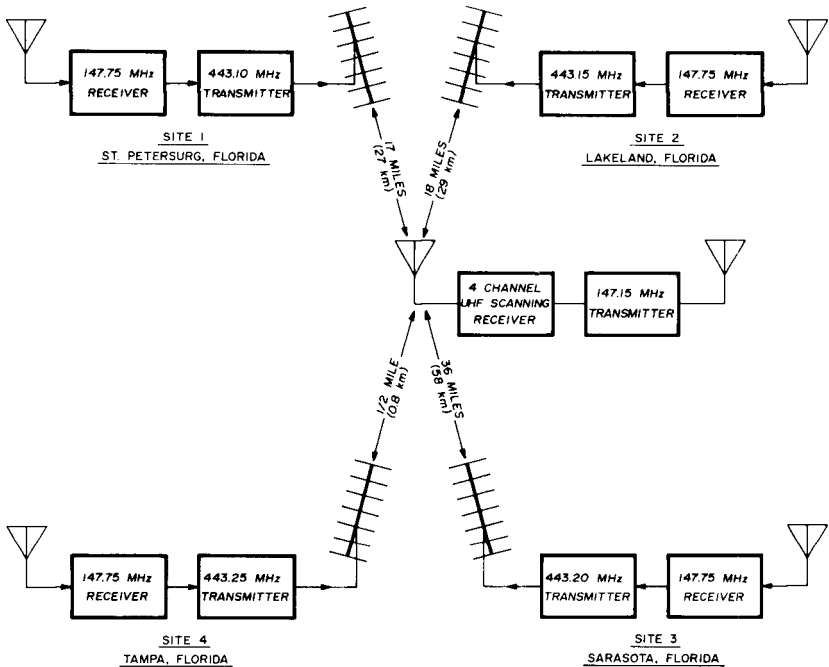 147.75 MHz
RECEIVER
443.10 MHz
TRANSMITTER
SITE 1
ST. PETERSURG, FLORIDA
443.15 MHz
TRANSMITTER
147.75 MHz
RECEIVER
SITE 2
LAKELAND, FLORIDA
17 MILES
(27 km)
18 MILES
(29 km)
4 CHANNEL
UHF SCANNING
RECEIVER
147.15 MHz
TRANSMITTER
1/2 MILE
(0.8 km)
36 MILES
(58 km)
147.75 MHz
RECEIVER
443.25 MHz
TRANSMITTER
SITE 4
TAMPA, FLORIDA
443.20 MHz
TRANSMITTER
147.75 MHz
RECEIVER
SITE 3
SARASOTA, FLORIDA